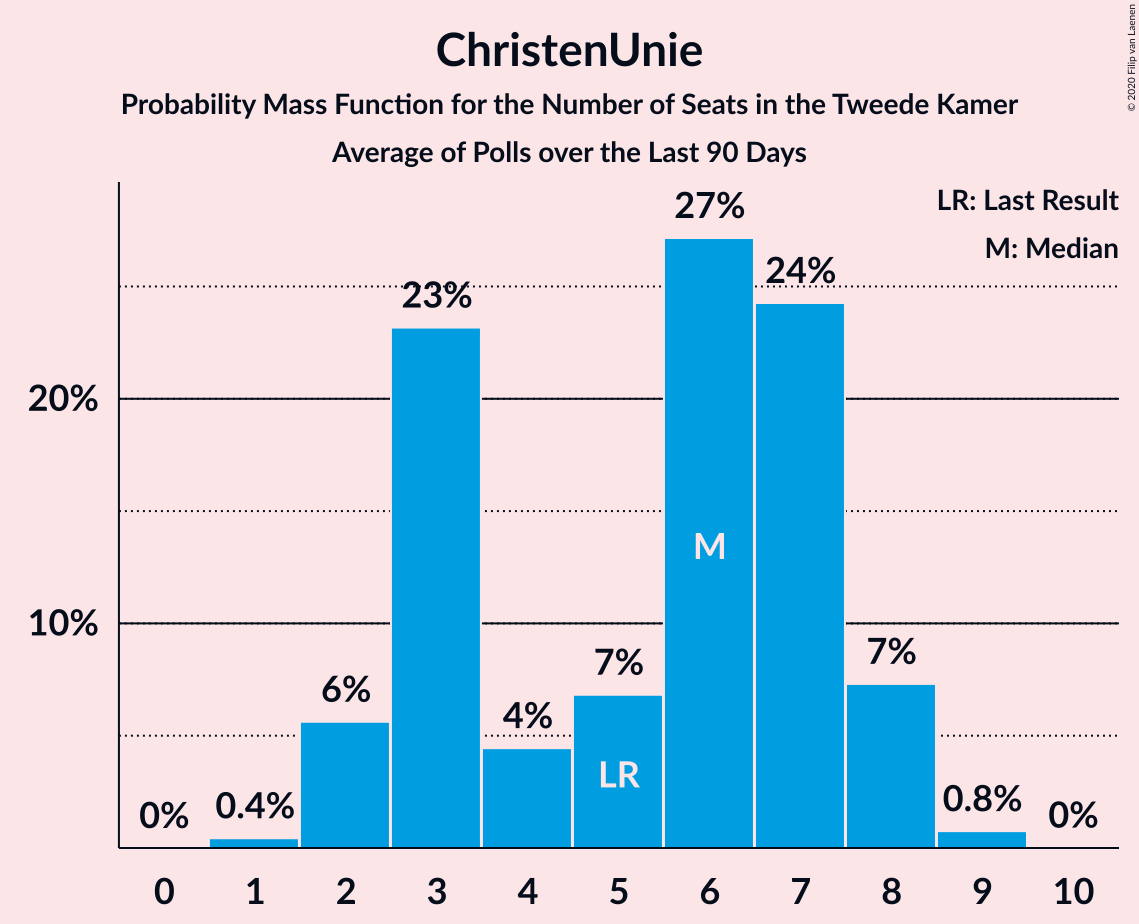 ChristenUnie
Probability Mass Function for the Number of Seats in the Tweede Kamer
Average of Polls over the Last 90 Days
© 2020 Filip van Laenen
LR: Last Result
M: Median
20%
10%
0%
0.4%
6%
23%
4%
7%
27%
24%
7%
0.8%
0%
M
LR
0 1 2 3 4 5 6 7 8 9 10